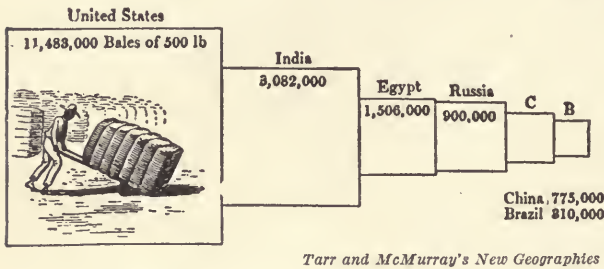 United States
11,483,000 Bales of 500 lb
India
3,082,000
Egypt
1,506,000
Russia
900,000
C
B
China, 775,000
Brazil 310,000
Tarr and McMurray's New Geographies